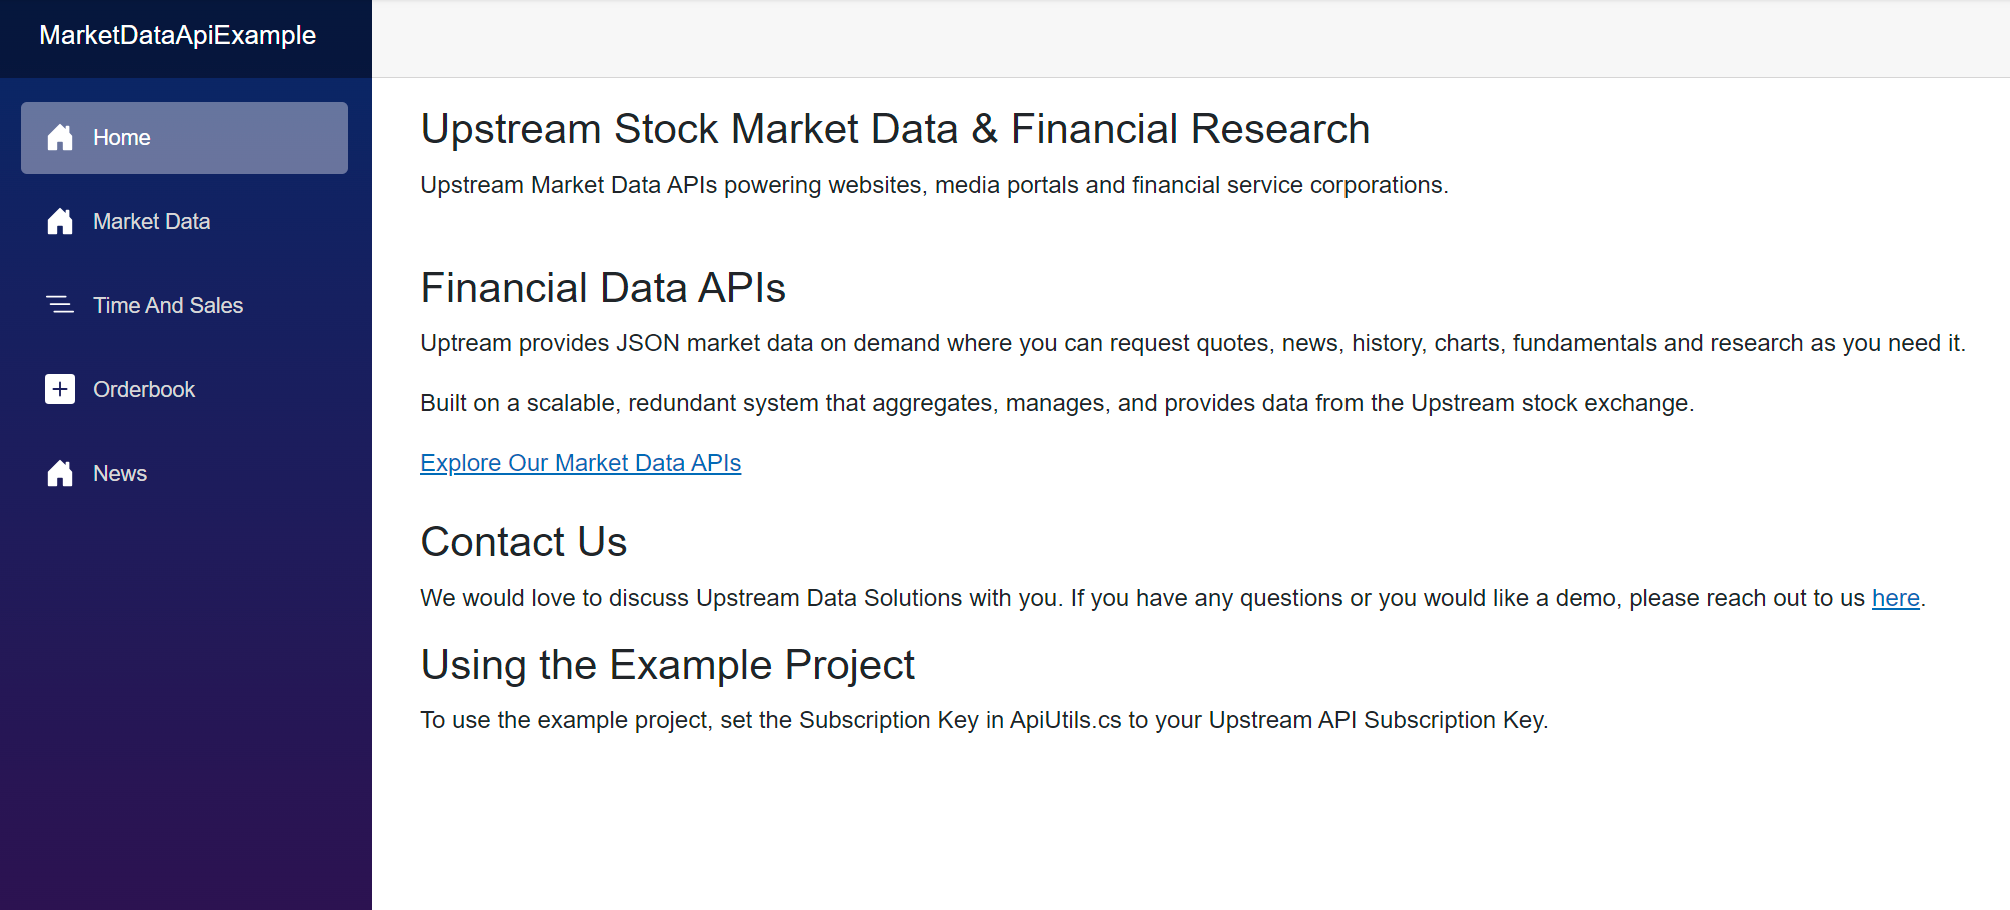 MarketDataApiExample
Home
Market Data
Time And Sales
Orderbook
News
Upstream Stock Market Data & Financial Research
Upstream Market Data APIs powering websites, media portals and financial service corporations.
Financial Data APIs
Uptream provides JSON market data on demand where you can request quotes, news, history, charts, fundamentals and research as you need it.
Built on a scalable, redundant system that aggregates, manages, and provides data from the Upstream stock exchange.
Explore Our Market Data APIs
Contact Us
We would love to discuss Upstream Data Solutions with you. If you have any questions or you would like a demo, please reach out to us here.
Using the Example Project
To use the example project, set the Subscription Key in ApiUtils.cs to your Upstream API Subscription Key.